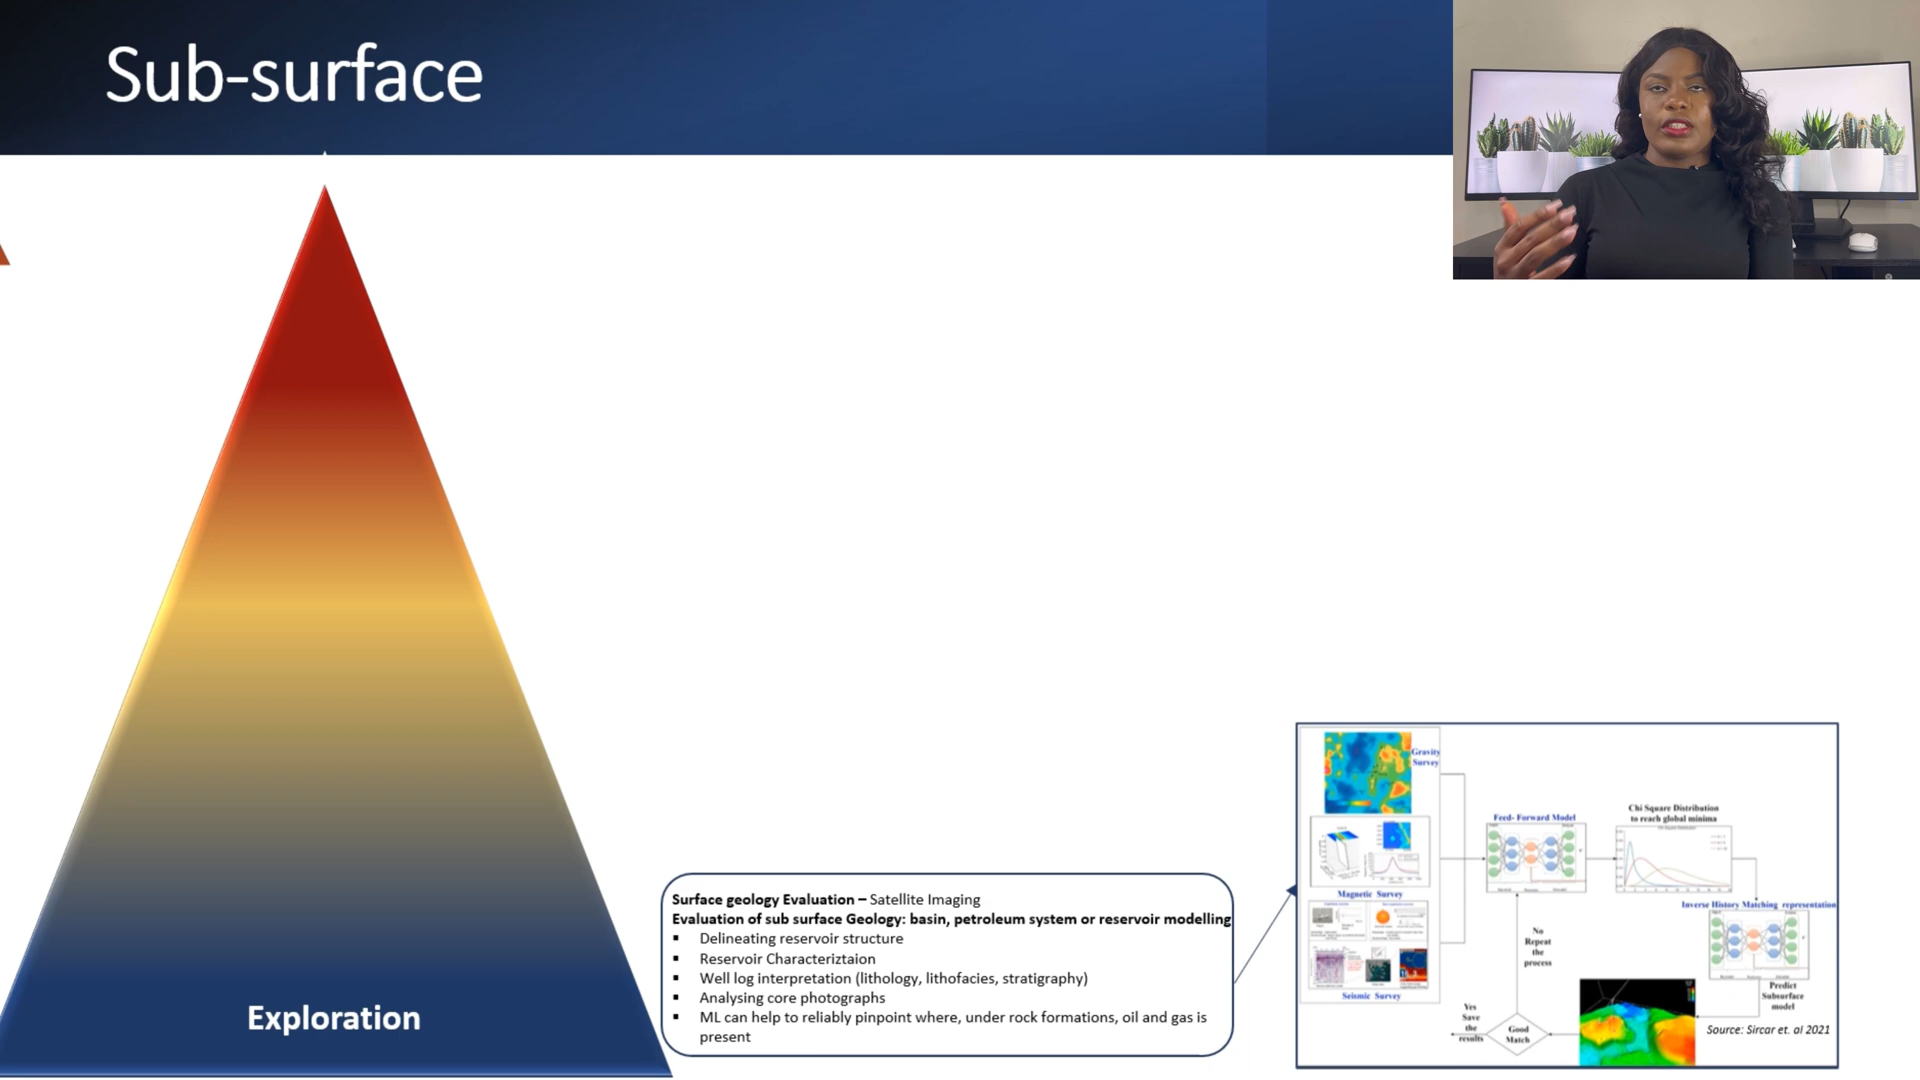 Sub-surface
Exploration
Surface geology Evaluation – Satellite Imaging
Evaluation of sub surface Geology: basin, petroleum system or reservoir modelling
▪ Delineating reservoir structure
▪ Reservoir Characteriztaion
▪ Well log interpretation (lithology, lithofacies, stratigraphy)
▪ Analysing core photographs
▪ ML can help to reliably pinpoint where, under rock formations, oil and gas is
present
Gravity
Survey
Magnetic Survey
Seismic Survey
Feed- Forward Model
Chi Square Distribution
to reach global minima
Inverse History Matching representation
No
Repeat
the
process
Predict
Subsurface
model
Yes
Save
the
results
Good
Match
Source: Sircar et. al 2021